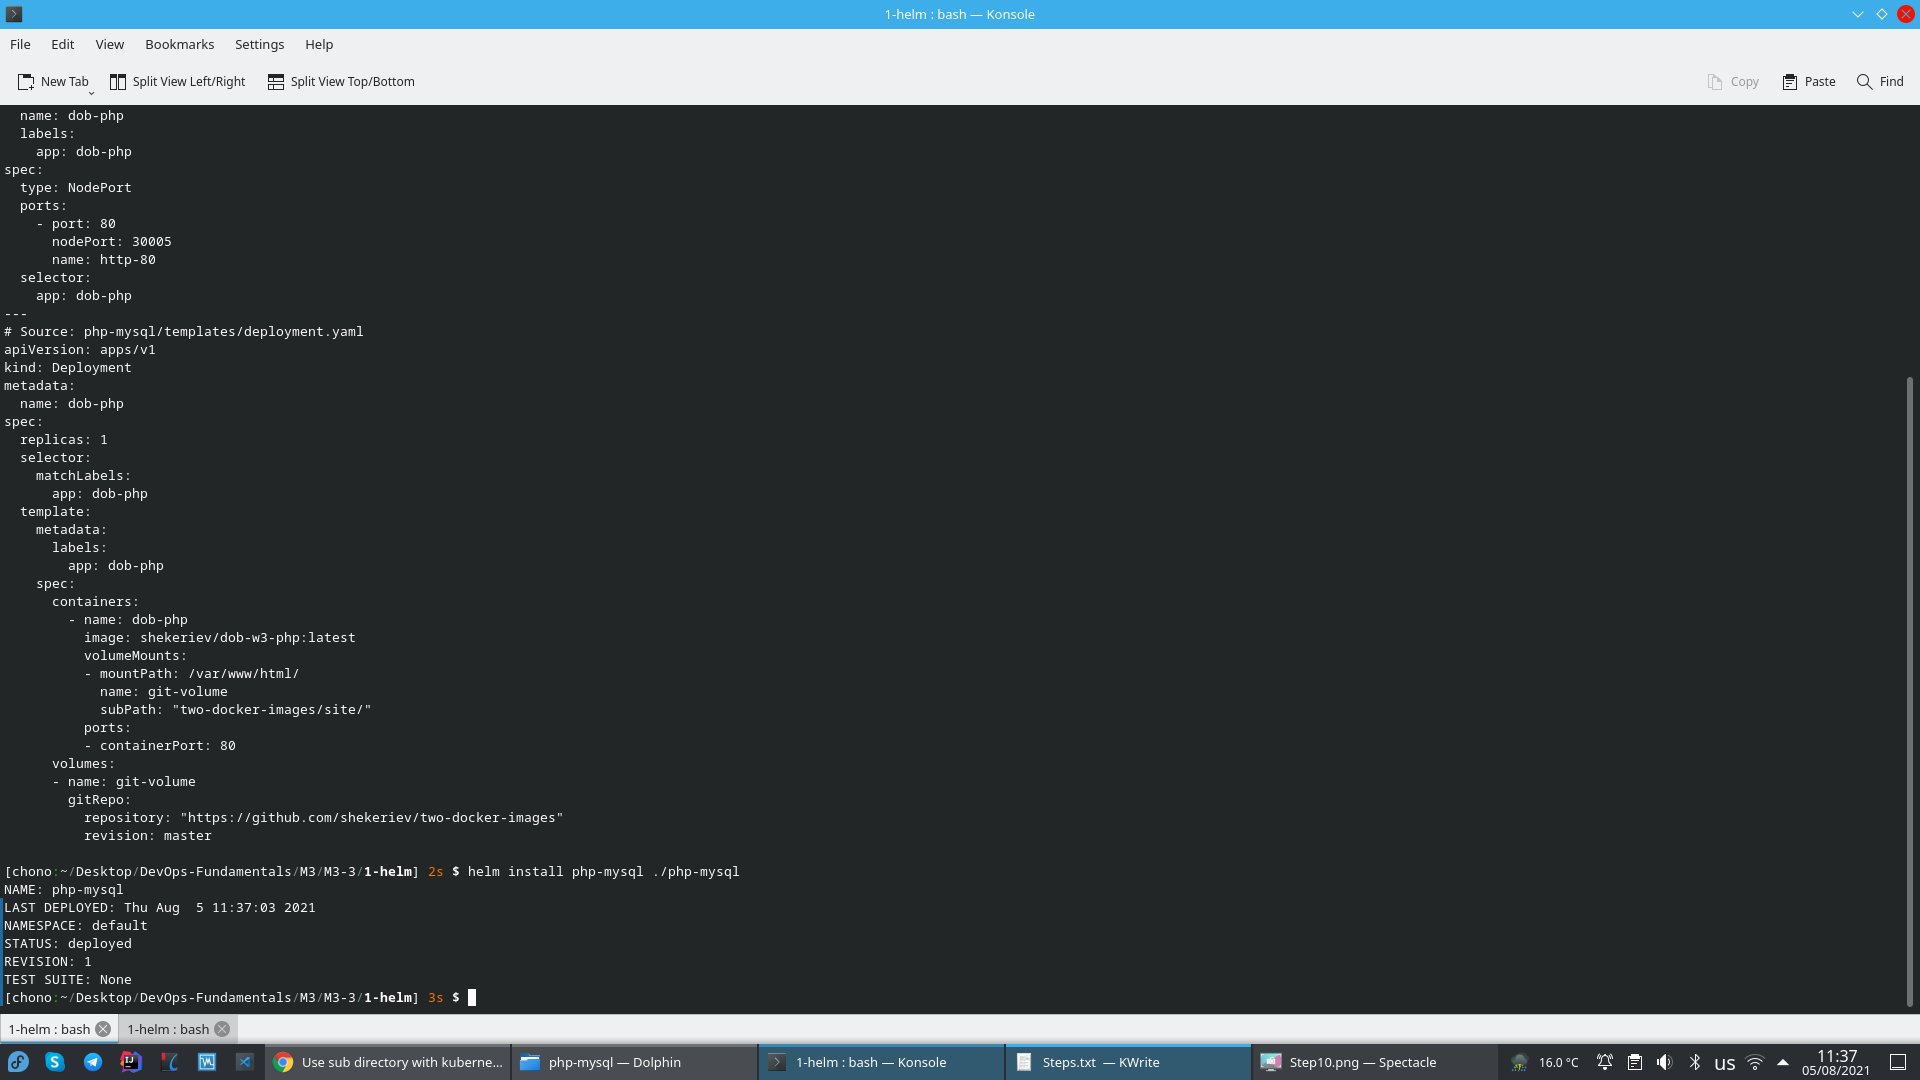 1-helm : bash — Konsole
File Edit View Bookmarks Settings Help
New Tab Split View Left/Right Split View Top/Bottom Copy Paste Find
  name: dob-php
  labels:
    app: dob-php
spec:
  type: NodePort
  ports:
    - port: 80
      nodePort: 30005
      name: http-80
  selector:
    app: dob-php
---
# Source: php-mysql/templates/deployment.yaml
apiVersion: apps/v1
kind: Deployment
metadata:
  name: dob-php
spec:
  replicas: 1
  selector:
    matchLabels:
      app: dob-php
  template:
    metadata:
      labels:
        app: dob-php
    spec:
      containers:
        - name: dob-php
          image: shekeriev/dob-w3-php:latest
          volumeMounts:
          - mountPath: /var/www/html/
            name: git-volume
            subPath: "two-docker-images/site/"
          ports:
          - containerPort: 80
      volumes:
      - name: git-volume
        gitRepo:
          repository: "https://github.com/shekeriev/two-docker-images"
          revision: master
[chono:~/Desktop/DevOps-Fundamentals/M3/M3-3/1-helm] 2s $ helm install php-mysql ./php-mysql
NAME: php-mysql
LAST DEPLOYED: Thu Aug  5 11:37:03 2021
NAMESPACE: default
STATUS: deployed
REVISION: 1
TEST SUITE: None
[chono:~/Desktop/DevOps-Fundamentals/M3/M3-3/1-helm] 3s $
1-helm : bash 1-helm : bash
Use sub directory with kuberne... php-mysql — Dolphin 1-helm : bash — Konsole Steps.txt — KWrite Step10.png — Spectacle 16.0 °C us 11:37
05/08/2021